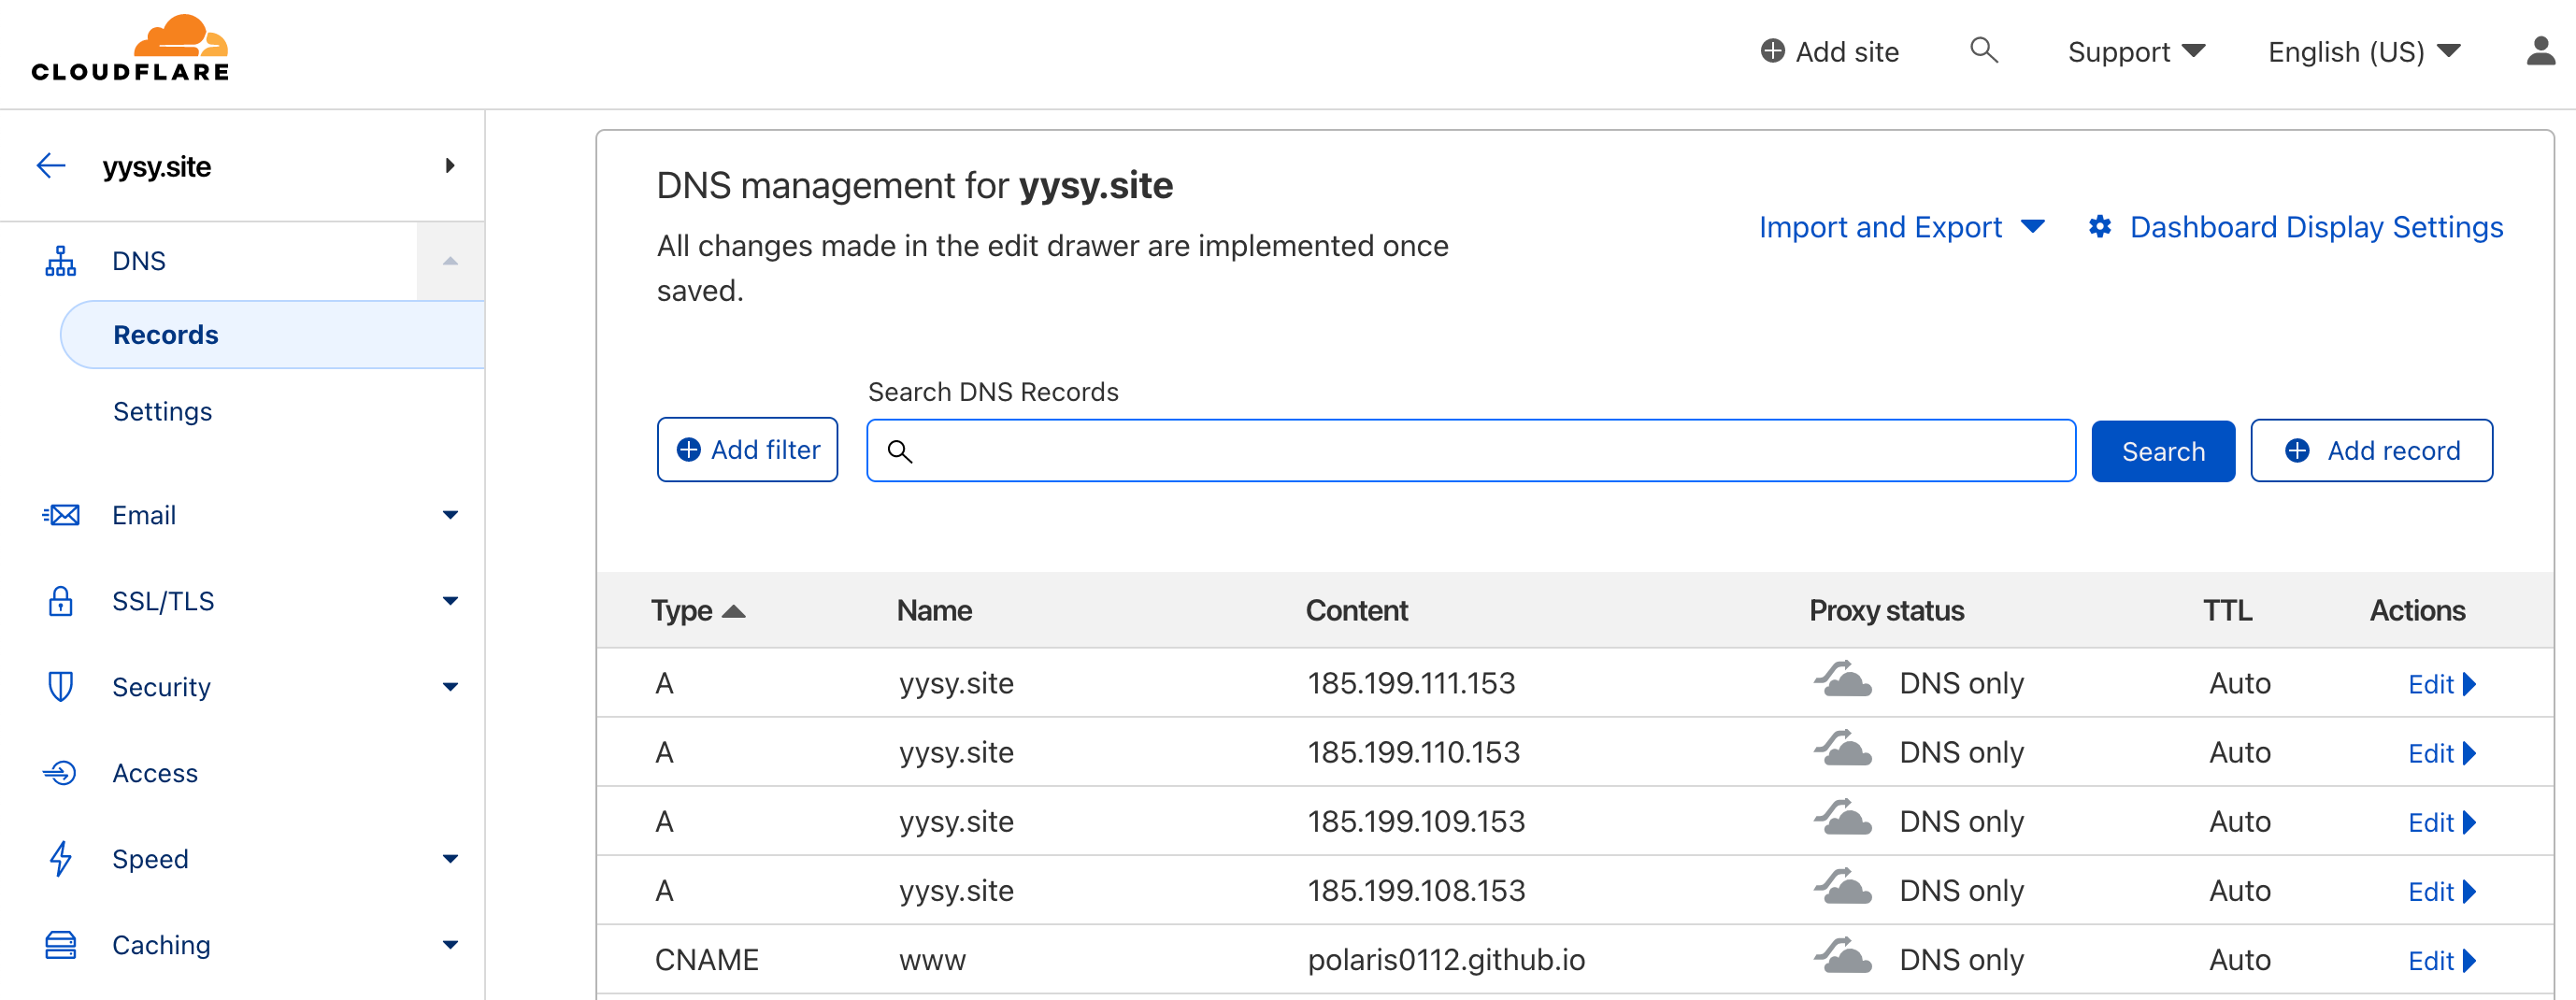 CLOUDFLARE
Add site
Support
English (US)
yysy.site
DNS
Records
Settings
Email
SSL/TLS
Security
Access
Speed
Caching
DNS management for yysy.site
All changes made in the edit drawer are implemented once
saved.
Import and Export
Dashboard Display Settings
Search DNS Records
Add filter
Search
Add record
Type Name Content Proxy status TTL Actions
A yysy.site 185.199.111.153 DNS only Auto Edit
A yysy.site 185.199.110.153 DNS only Auto Edit
A yysy.site 185.199.109.153 DNS only Auto Edit
A yysy.site 185.199.108.153 DNS only Auto Edit
CNAME www polaris0112.github.io DNS only Auto Edit